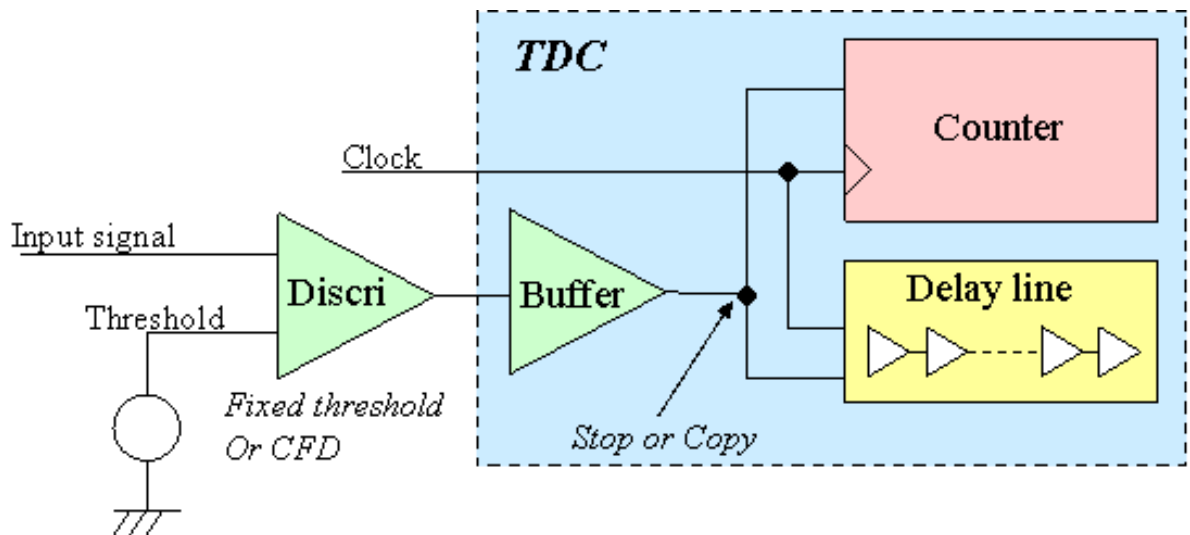 TDC
Counter
Clock
Input signal
Discri
Buffer
Delay line
Threshold
Fixed threshold
Or CFD
Stop or Copy